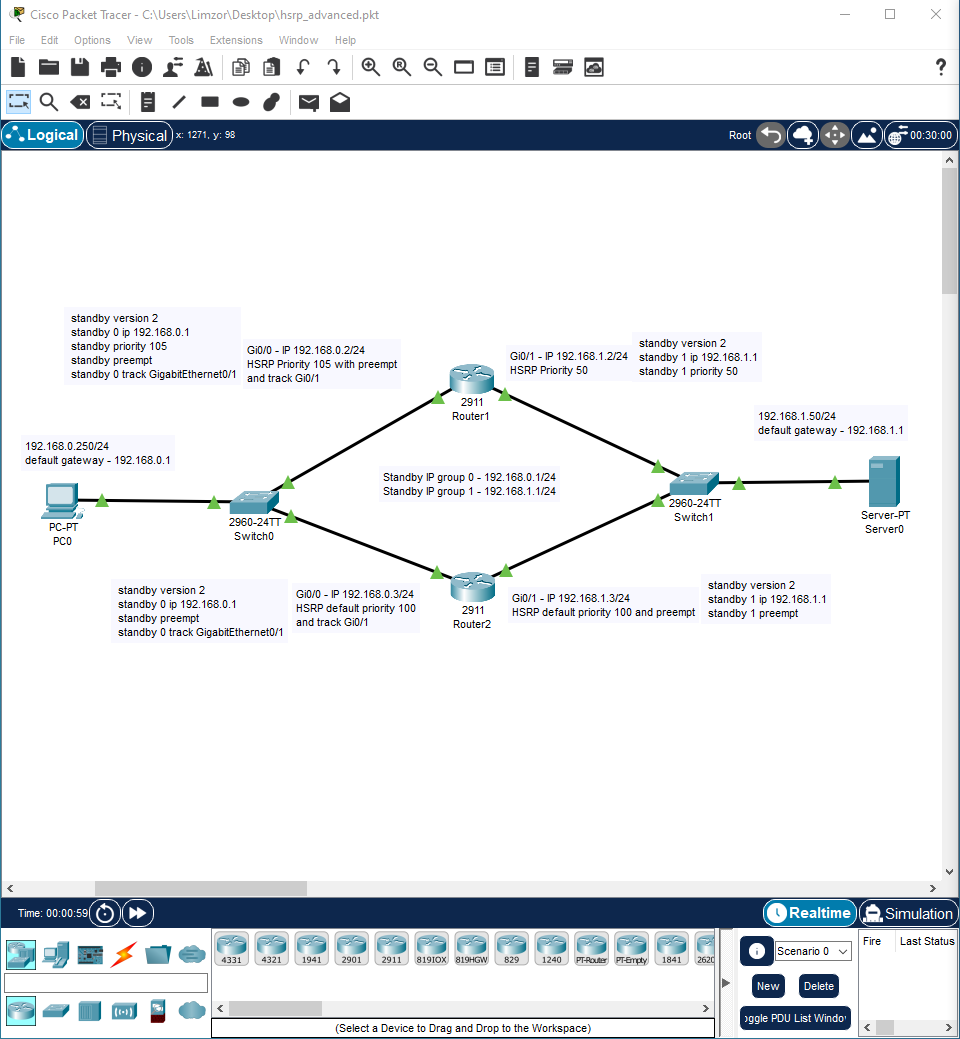 Cisco Packet Tracer - C:\Users\Limzor\Desktop\hsrp_advanced.pkt
File Edit Options View Tools Extensions Window Help
?
Logical Physical x: 1271, y: 98 Root 00:30:00
standby version 2
standby 0 ip 192.168.0.1
standby priority 105
standby preempt
standby 0 track GigabitEthernet0/1
Gi0/0 - IP 192.168.0.2/24
HSRP Priority 105 with preempt
and track Gi0/1
Gi0/1 - IP 192.168.1.2/24
HSRP Priority 50
standby version 2
standby 1 ip 192.168.1.1
standby 1 priority 50
2911
Router1
192.168.1.50/24
default gateway - 192.168.1.1
192.168.0.250/24
default gateway - 192.168.0.1
Standby IP group 0 - 192.168.0.1/24
Standby IP group 1 - 192.168.1.1/24
PC-PT
PC0
2960-24TT
Switch0
2960-24TT
Switch1
Server-PT
Server0
standby version 2
standby 0 ip 192.168.0.1
standby preempt
standby 0 track GigabitEthernet0/1
Gi0/0 - IP 192.168.0.3/24
HSRP default priority 100
and track Gi0/1
2911
Router2
Gi0/1 - IP 192.168.1.3/24
HSRP default priority 100 and preempt
standby version 2
standby 1 ip 192.168.1.1
standby 1 preempt
Time: 00:00:59 Realtime Simulation
4331 4321 1941 2901 2911 819IOX 819HGW 829 1240 PT-Router PT-Empty 1841 2620
(Select a Device to Drag and Drop to the Workspace)
Scenario 0
New Delete
oggle PDU List Windo
Fire Last Status